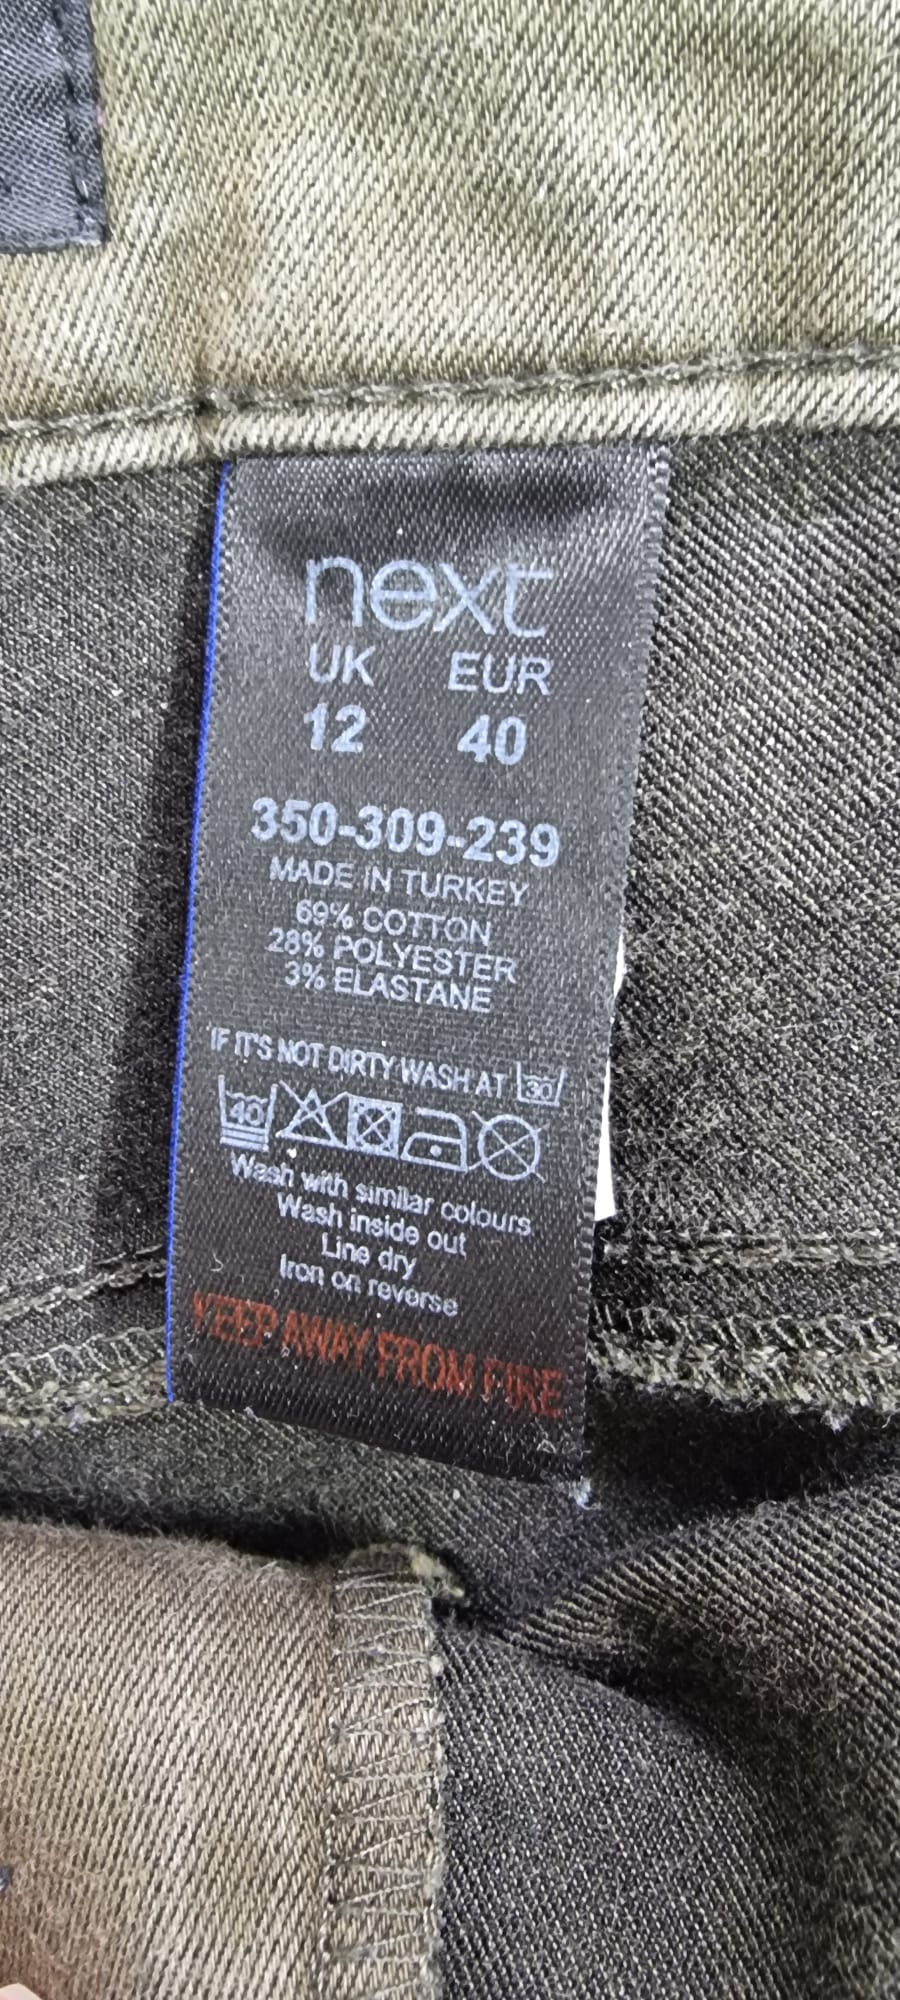 next
UK EUR
12 40
350-309-239
MADE IN TURKEY
69% COTTON
28% POLYESTER
3% ELASTANE
IF IT'S NOT DIRTY WASH AT 30
40
Wash with similar colours
Wash inside out
Line dry
Iron on reverse
KEEP AWAY FROM FIRE